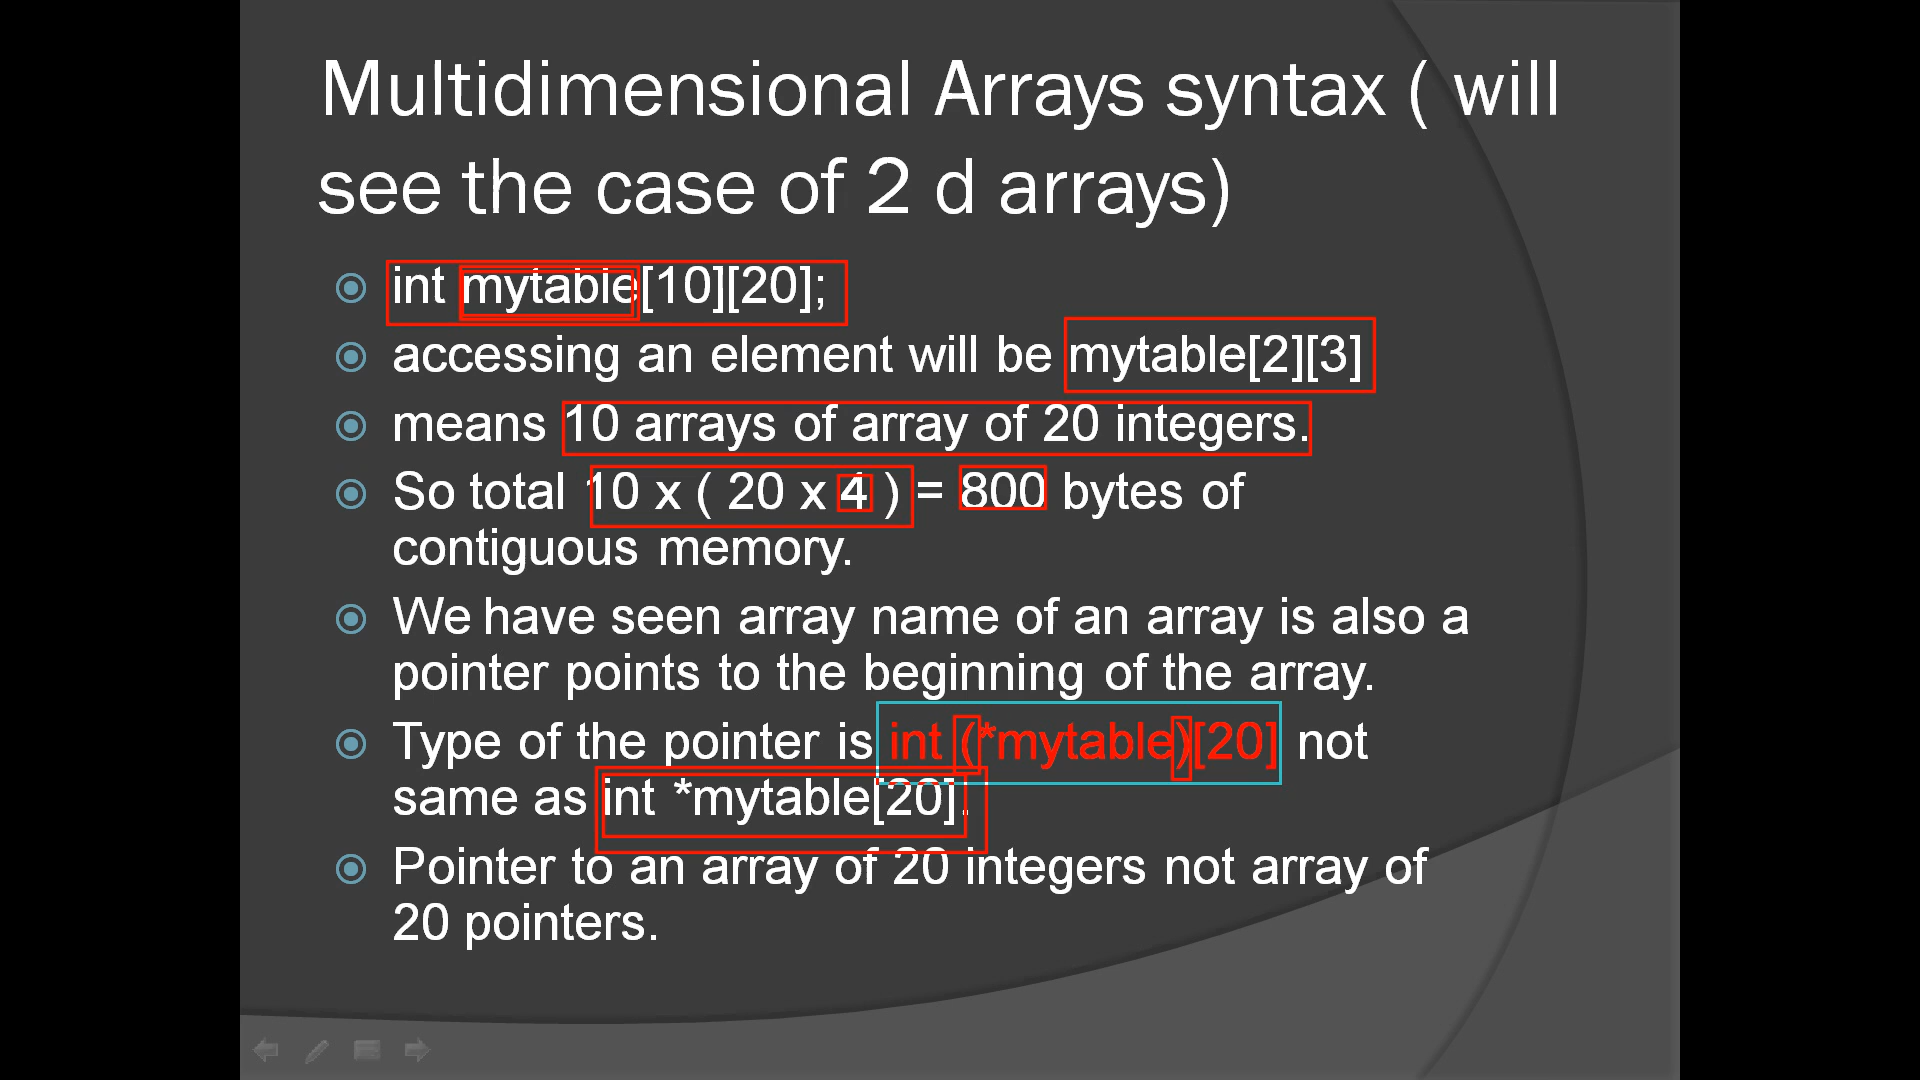 Multidimensional Arrays syntax ( will
see the case of 2 d arrays)
int mytable[10][20];
accessing an element will be mytable[2][3]
means 10 arrays of array of 20 integers.
So total 10 x ( 20 x 4 ) = 800 bytes of
contiguous memory.
We have seen array name of an array is also a
pointer points to the beginning of the array.
Type of the pointer is int (*mytable)[20] not
same as int *mytable[20].
Pointer to an array of 20 integers not array of
20 pointers.